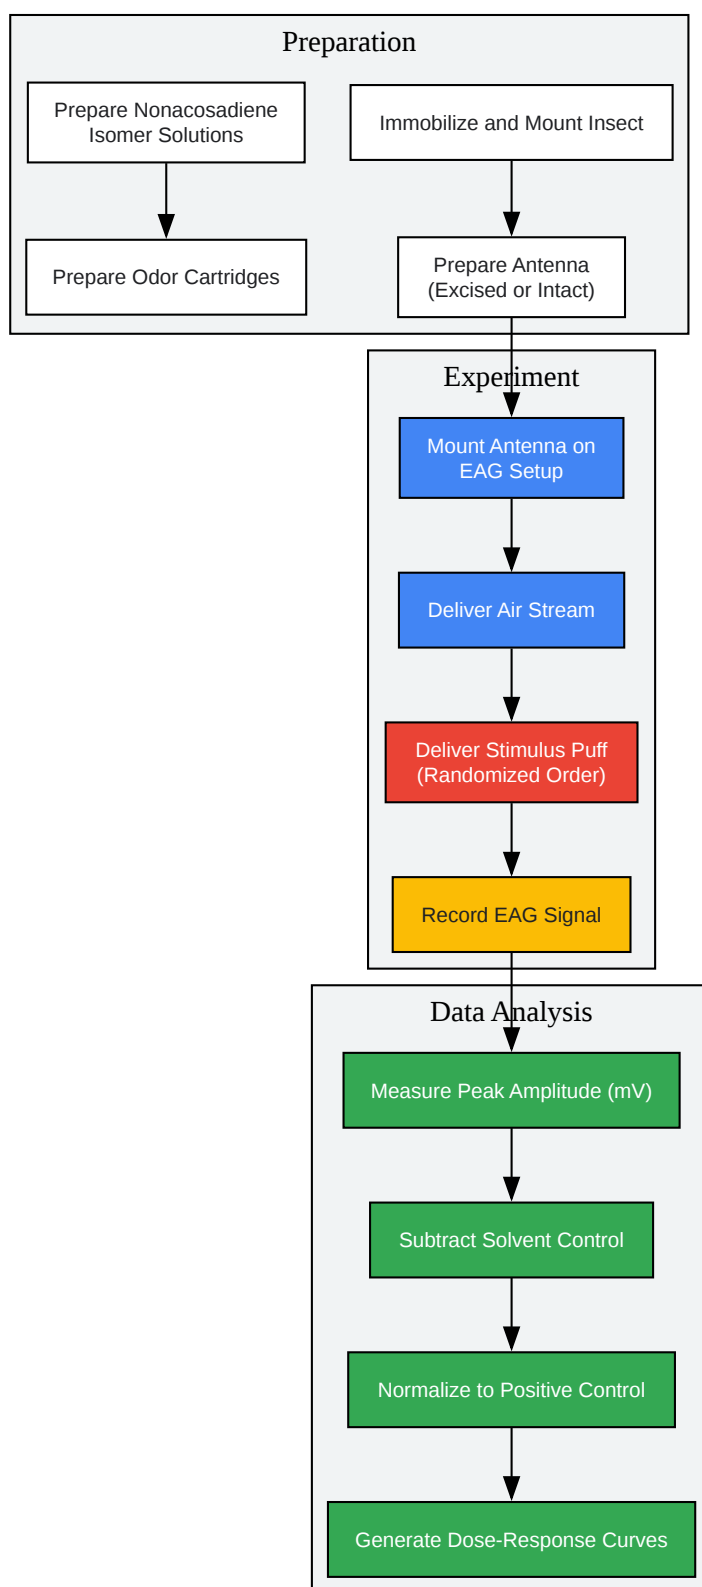 Preparation
Prepare Nonacosadiene
Isomer Solutions
Immobilize and Mount Insect
Prepare Odor Cartridges
Prepare Antenna
(Excised or Intact)
Experiment
Mount Antenna on
EAG Setup
Deliver Air Stream
Deliver Stimulus Puff
(Randomized Order)
Record EAG Signal
Data Analysis
Measure Peak Amplitude (mV)
Subtract Solvent Control
Normalize to Positive Control
Generate Dose-Response Curves